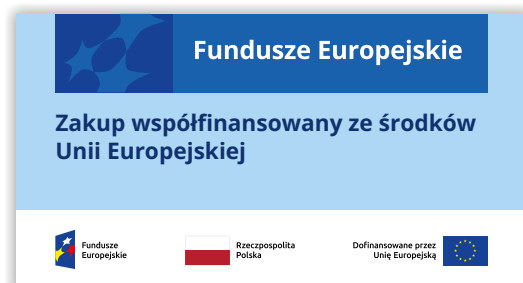 Fundusze Europejskie
Zakup współfinansowany ze środków
Unii Europejskiej
Fundusze
Europejskie
Rzeczpospolita
Polska
Dofinansowane przez
Unię Europejską